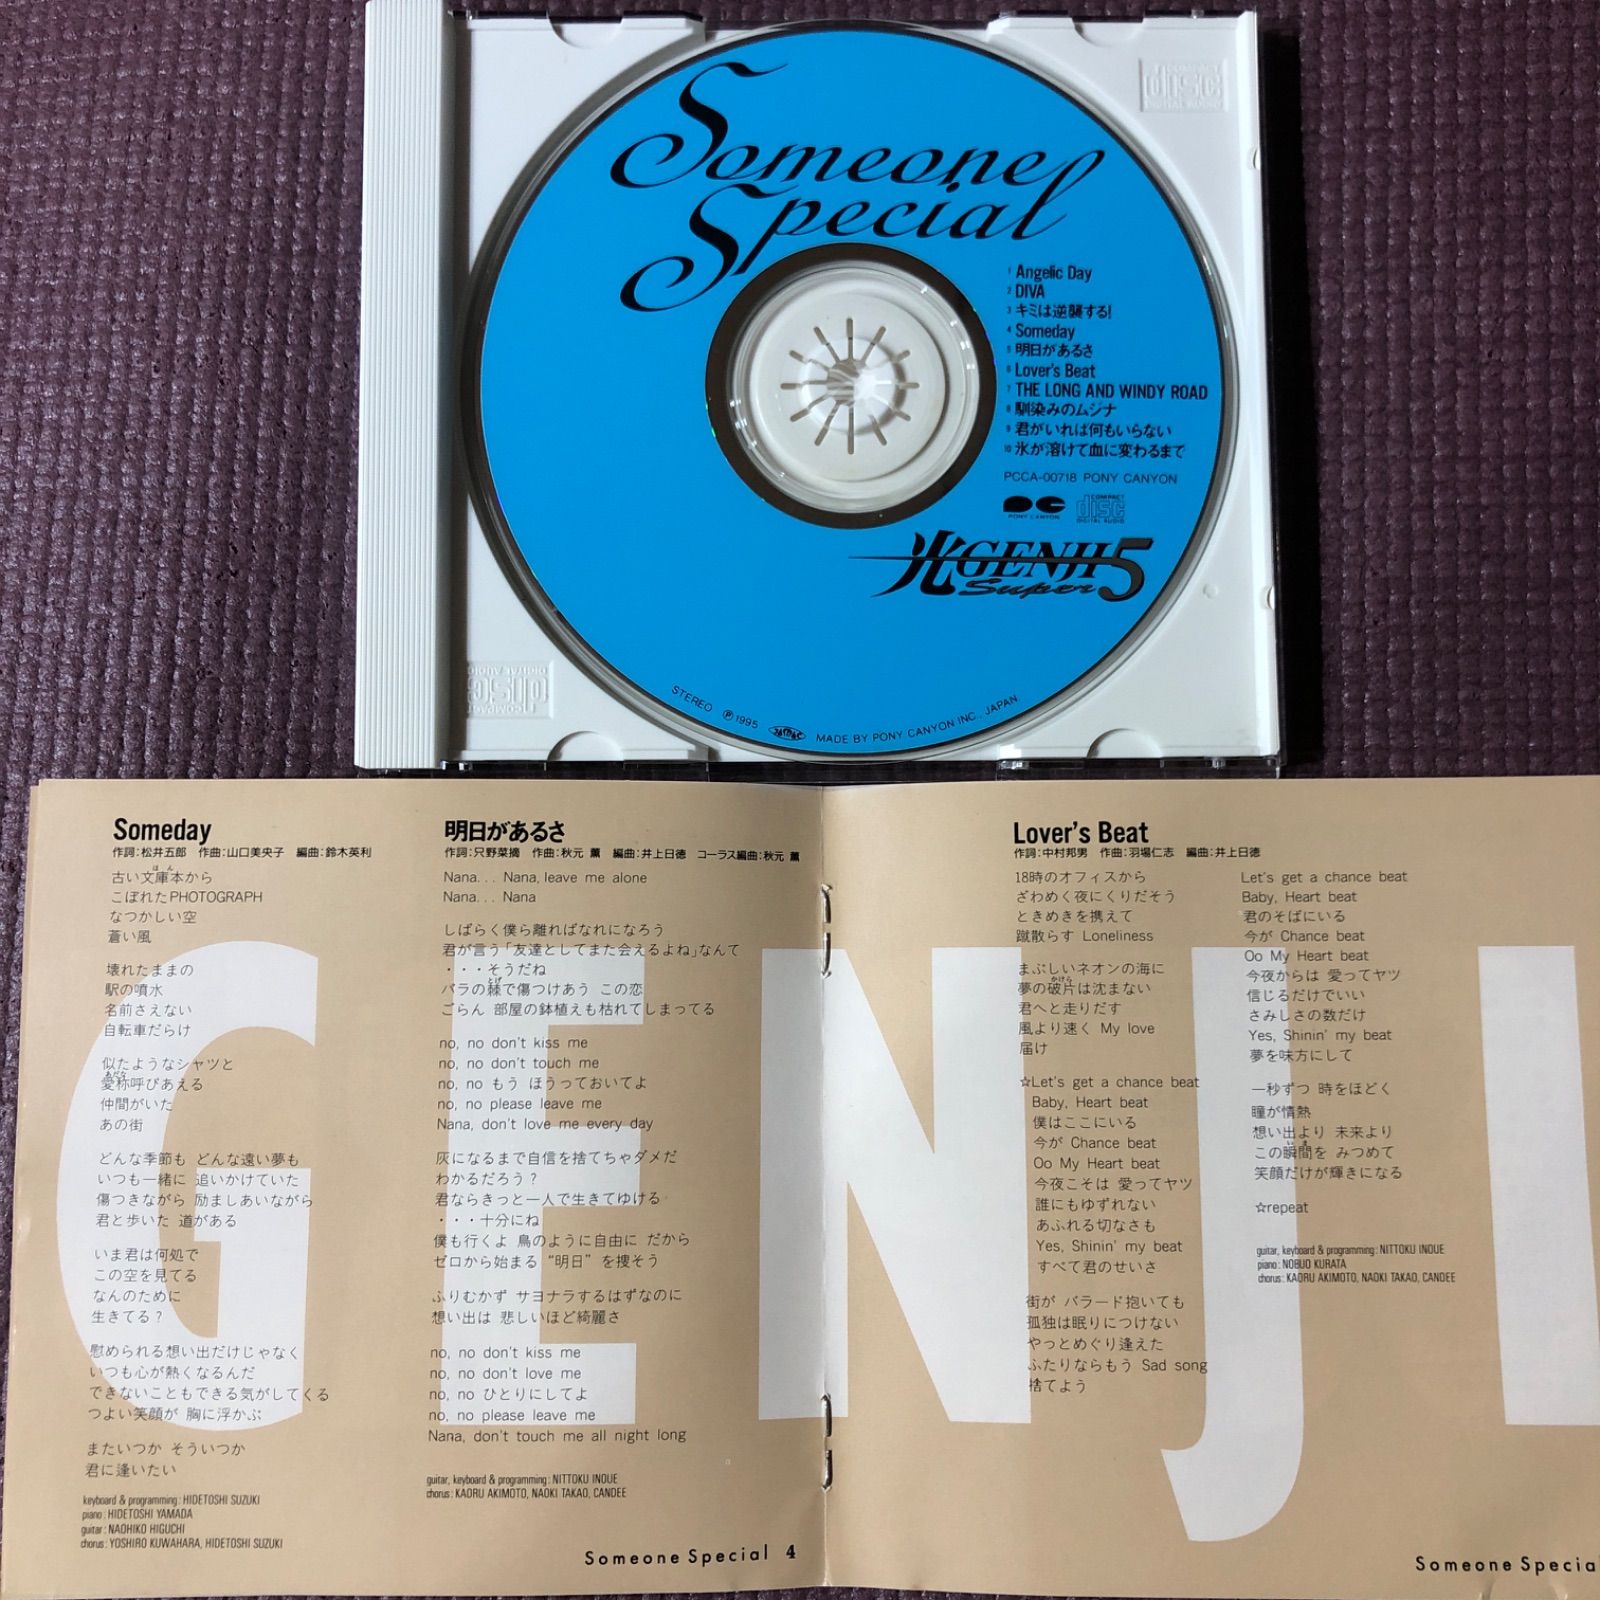 Someone
Special
1 Angelic Day
2 DIVA
3 キミは逆襲する!
4 Someday
5 明日があるさ
6 Lover's Beat
7 THE LONG AND WINDY ROAD
8 馴染みのムジナ
9 君がいれば何もいらない
10 氷が溶けて血に変わるまで
PCCA-00718 PONY CANYON
PONY CANYON
COMPACT
disc
DIGITAL AUDIO
光GENJI
Super 5
STEREO Ⓟ1995 MADE BY PONY CANYON INC., JAPAN.
COMPACT
disc
DIGITAL AUDIO
COMPACT
disc
DIGITAL AUDIO
Someday
作詞:松井五郎 作曲:山口美央子 編曲:鈴木英利
ほん
古い文庫本から
こぼれたPHOTOGRAPH
なつかしい空
蒼い風
壊れたままの
駅の噴水
名前さえない
自転車だらけ
似たようなシャツと
あだな
愛称呼びあえる
仲間がいた
あの街
どんな季節も どんな遠い夢も
いつも一緒に 追いかけていた
傷つきながら 励ましあいながら
君と歩いた 道がある
いま君は何処で
この空を見てる
なんのために
生きてる?
慰められる想い出だけじゃなく
いつも心が熱くなるんだ
できないこともできる気がしてくる
つよい笑顔が 胸に浮かぶ
またいつか そういつか
君に逢いたい
keyboard & programming : HIDETOSHI SUZUKI
piano : HIDETOSHI YAMADA
guitar : NAOHIKO HIGUCHI
chorus : YOSHIRO KUWAHARA, HIDETOSHI SUZUKI
明日があるさ
作詞:只野菜摘 作曲:秋元 薫 編曲:井上日徳 コーラス編曲:秋元 薫
Nana... Nana, leave me alone
Nana... Nana
しばらく僕ら離ればなれになろう
君が言う「友達としてまた会えるよね」なんて
・・・そうだね
とげ
バラの棘で傷つけあう この恋
ごらん 部屋の鉢植えも枯れてしまってる
no, no don't kiss me
no, no don't touch me
no, no もう ほうっておいてよ
no, no please leave me
Nana, don't love me every day
灰になるまで自信を捨てちゃダメだ
わかるだろう?
君ならきっと一人で生きてゆける
・・・十分にね
僕も行くよ 鳥のように自由に だから
ゼロから始まる "明日" を捜そう
ふりむかず サヨナラするはずなのに
想い出は 悲しいほど綺麗さ
no, no don't kiss me
no, no don't love me
no, no ひとりにしてよ
no, no please leave me
Nana, don't touch me all night long
guitar, keyboard & programming : NITTOKU INOUE
chorus : KAORU AKIMOTO, NAOKI TAKAO, CANDEE
Someone Special 4
Lover's Beat
作詞:中村邦男 作曲:羽場仁志 編曲:井上日徳
18時のオフィスから
ざわめく夜にくりだそう
ときめきを携えて
蹴散らす Loneliness
まぶしいネオンの海に
かけら
夢の破片は沈まない
君へと走りだす
風より速く My love
届け
☆Let's get a chance beat
Baby, Heart beat
僕はここにいる
今が Chance beat
Oo My Heart beat
今夜こそは 愛ってヤツ
誰にもゆずれない
あふれる切なさも
Yes, Shinin' my beat
すべて君のせいさ
街が バラード抱いても
孤独は眠りにつけない
やっとめぐり逢えた
ふたりならもう Sad song
捨てよう
Let's get a chance beat
Baby, Heart beat
君のそばにいる
今が Chance beat
Oo My Heart beat
今夜からは 愛ってヤツ
信じるだけでいい
さみしさの数だけ
Yes, Shinin' my beat
夢を味方にして
一秒ずつ 時をほどく
瞳が情熱
想い出より 未来より
いま
この瞬間を みつめて
笑顔だけが輝きになる
☆repeat
guitar, keyboard & programming : NITTOKU INOUE
piano : NOBUO KURATA
chorus : KAORU AKIMOTO, NAOKI TAKAO, CANDEE
Someone Specia
GENJI